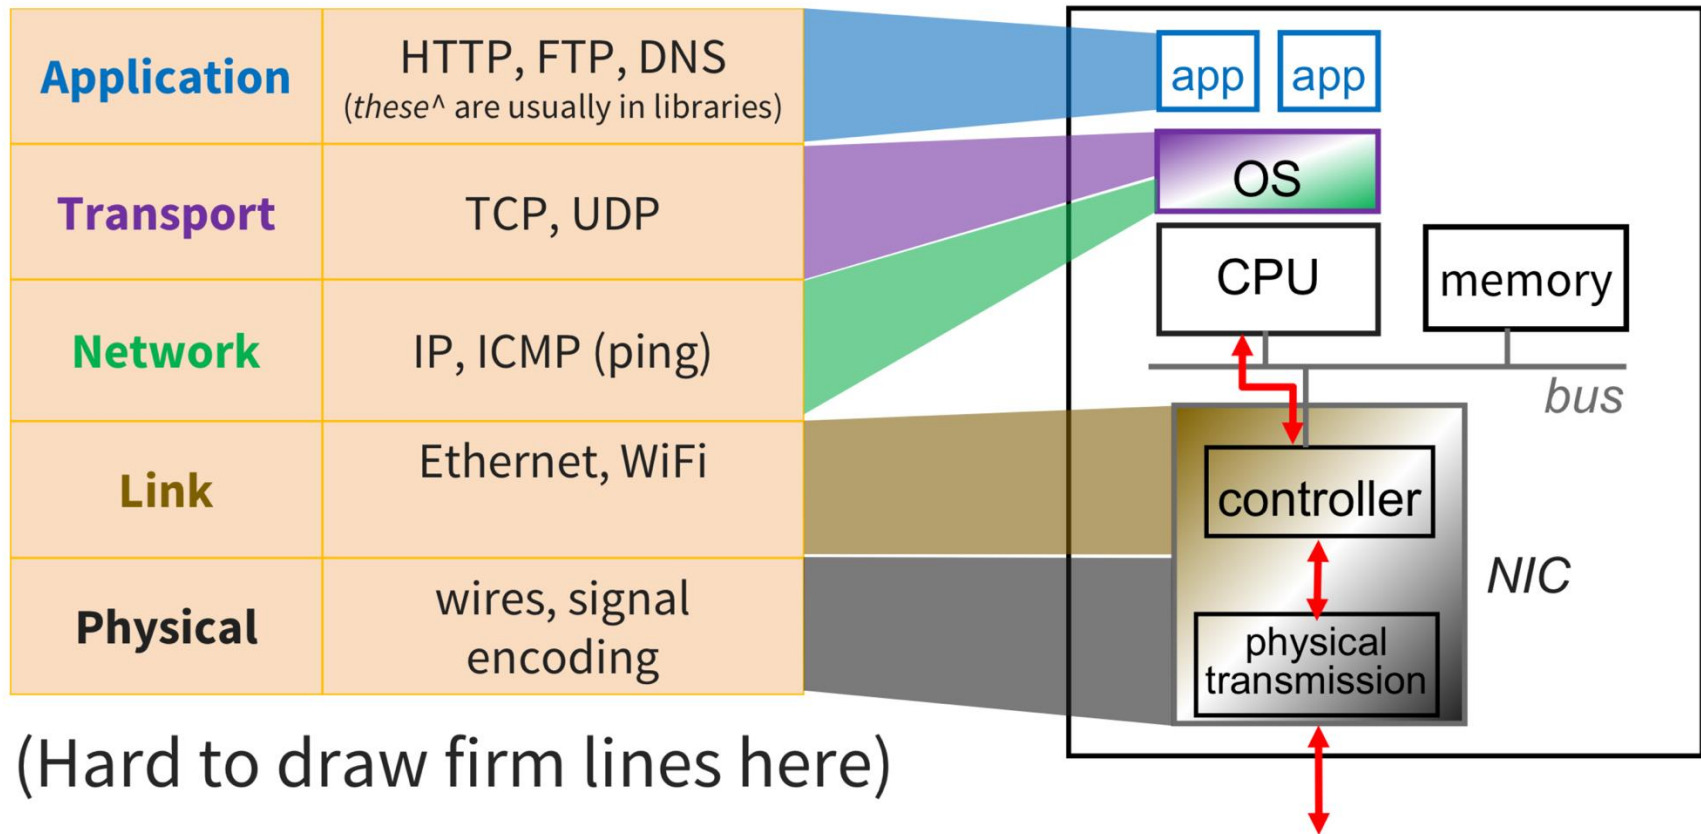 Application
HTTP, FTP, DNS
(these^ are usually in libraries)
Transport
TCP, UDP
Network
IP, ICMP (ping)
Link
Ethernet, WiFi
Physical
wires, signal
encoding
(Hard to draw firm lines here)
app
app
OS
CPU
memory
bus
controller
NIC
physical
transmission